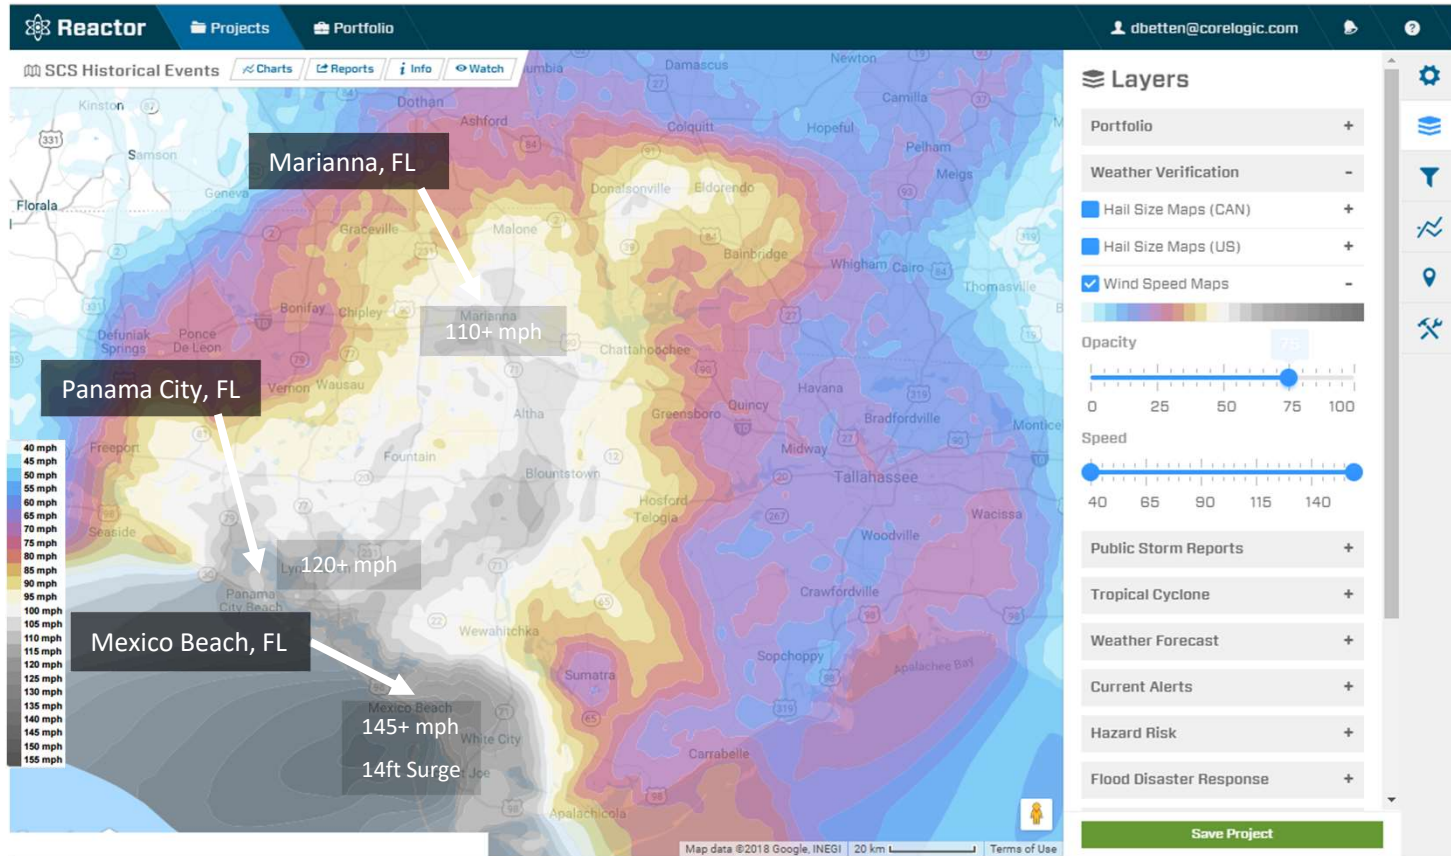 Reactor
Projects
Portfolio
dbetten@corelogic.com
?
SCS Historical Events
Charts
Reports
i Info
Watch
Layers
Portfolio +
Weather Verification -
Hail Size Maps (CAN) +
Hail Size Maps (US) +
Wind Speed Maps -
Opacity
75
0 25 50 75 100
Speed
40 65 90 115 140
Public Storm Reports +
Tropical Cyclone +
Weather Forecast +
Current Alerts +
Hazard Risk +
Flood Disaster Response +
Save Project
Marianna, FL
110+ mph
Panama City, FL
120+ mph
Mexico Beach, FL
145+ mph
14ft Surge
40 mph
45 mph
50 mph
55 mph
60 mph
65 mph
70 mph
75 mph
80 mph
85 mph
90 mph
95 mph
100 mph
105 mph
110 mph
115 mph
120 mph
125 mph
130 mph
135 mph
140 mph
145 mph
150 mph
155 mph
Damascus
Newton
Kinston
Dothan
Camilla
Ashford
Colquitt
Hopeful
Samson
Pelham
Meigs
Geneva
Donalsonville
Eldorendo
Florala
Graceville
Malone
Bainbridge
Whigham
Cairo
Thomasville
Bonifay
Chipley
Marianna
Defuniak
Springs
Ponce
De Leon
Chattahoochee
Vernon
Wausau
Havana
Altha
Greensboro
Quincy
Bradfordville
Freeport
Fountain
Midway
Blountstown
Tallahassee
Hosford
Telogia
Wacissa
Seaside
Woodville
Panama
City Beach
Crawfordville
Wewahitchka
Sopchoppy
Apalachee Bay
Sumatra
Mexico Beach
White City
Carrabelle
Apalachicola
Map data ©2018 Google, INEGI
20 km
Terms of Use